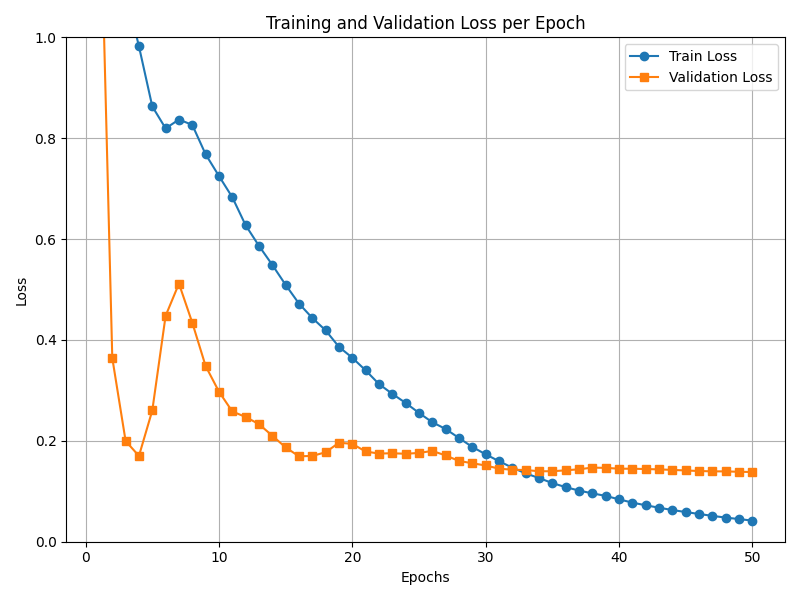 Training and Validation Loss per Epoch
Train Loss
Validation Loss
1.0
0.8
0.6
0.4
0.2
0.0
Loss
0 10 20 30 40 50
Epochs